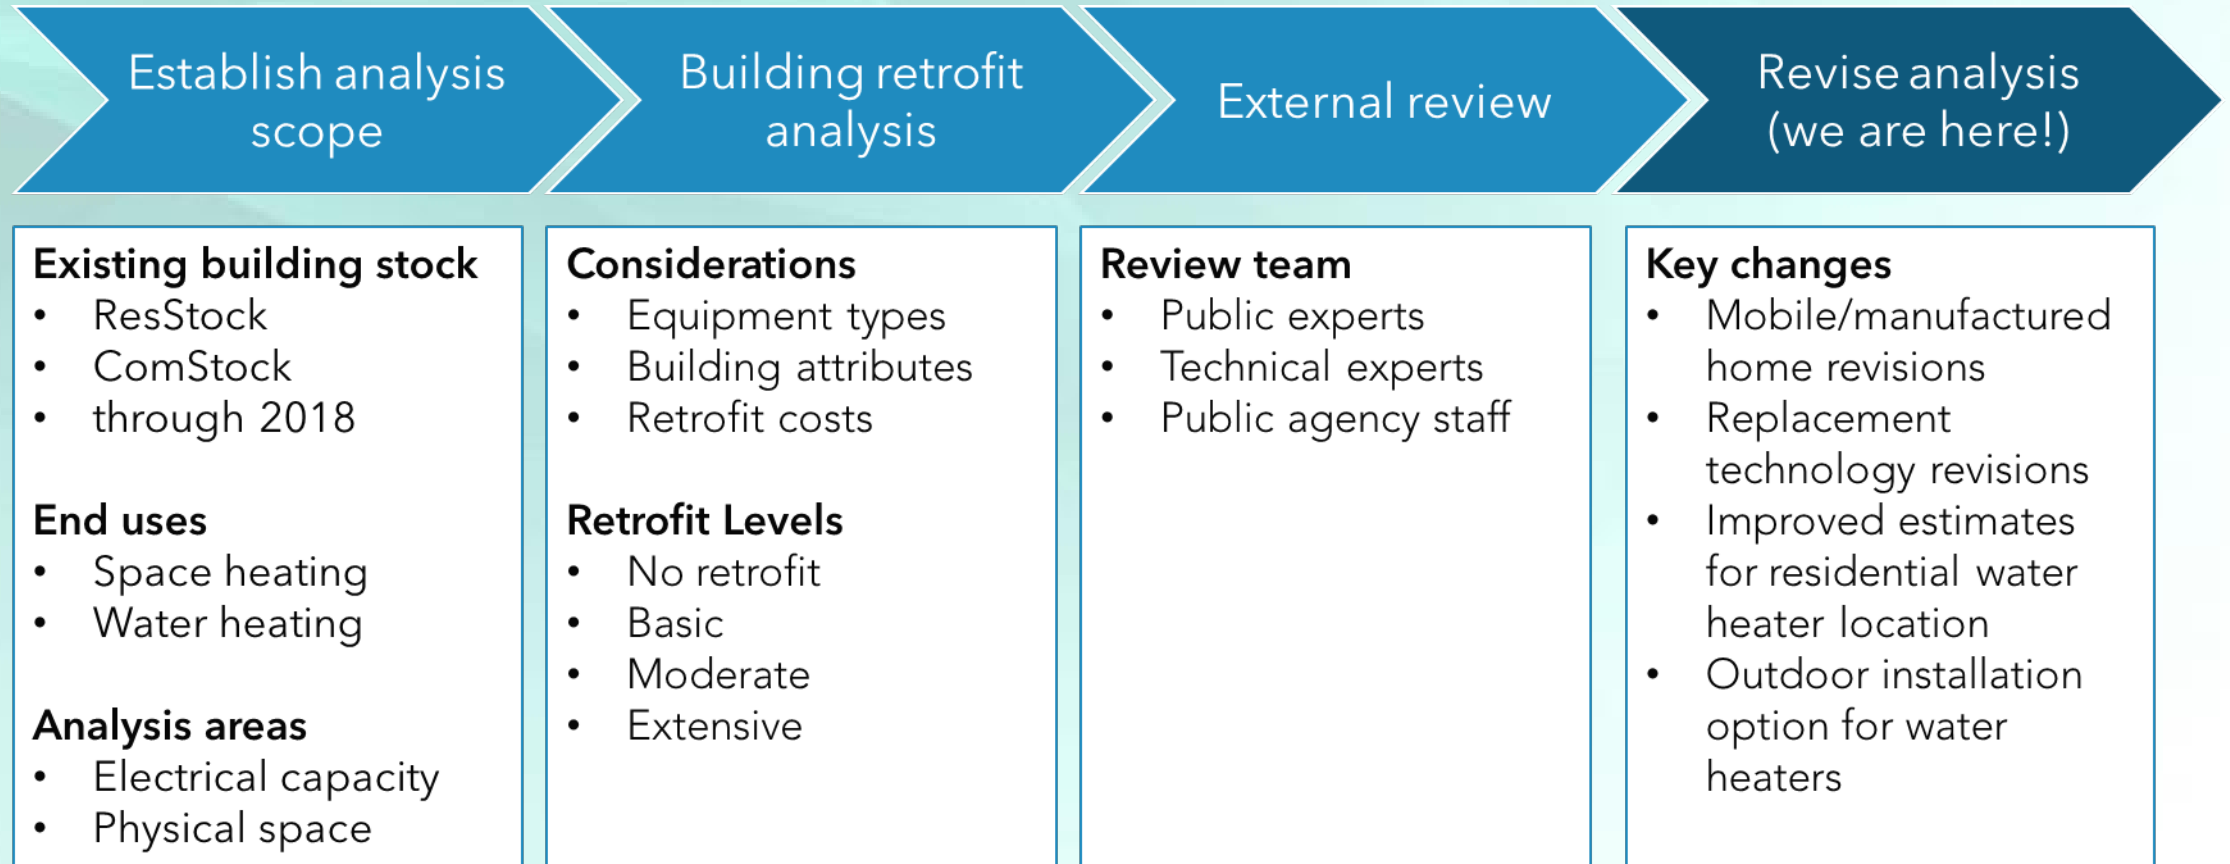 Establish analysis
scope
Building retrofit
analysis
External review
Revise analysis
(we are here!)
Existing building stock
• ResStock
• ComStock
• through 2018
End uses
• Space heating
• Water heating
Analysis areas
• Electrical capacity
• Physical space
Considerations
• Equipment types
• Building attributes
• Retrofit costs
Retrofit Levels
• No retrofit
• Basic
• Moderate
• Extensive
Review team
• Public experts
• Technical experts
• Public agency staff
Key changes
• Mobile/manufactured
home revisions
• Replacement
technology revisions
• Improved estimates
for residential water
heater location
• Outdoor installation
option for water
heaters